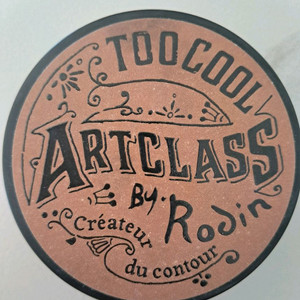 TOO COOL
ARTCLASS
BY. Rodin
Créateur
du contour